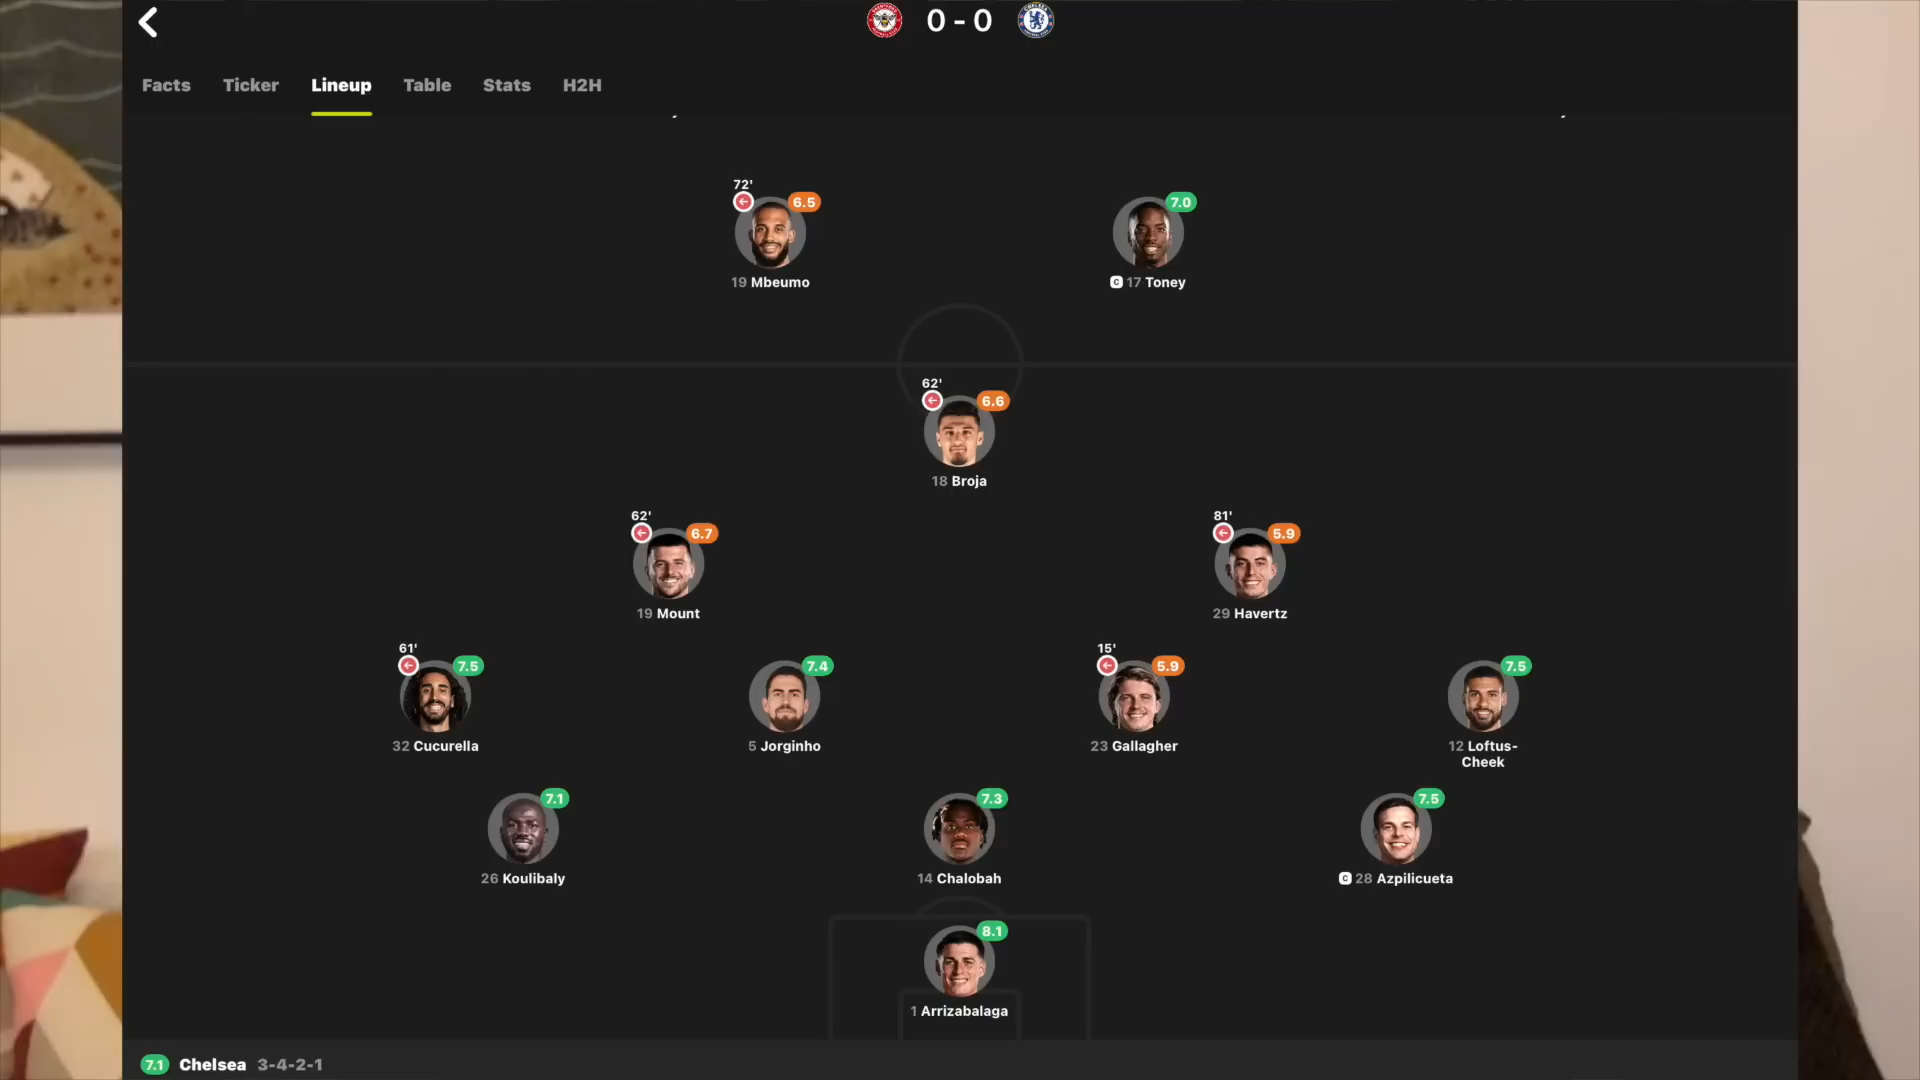 0 - 0
Facts Ticker Lineup Table Stats H2H
72'
6.5
7.0
19 Mbeumo
C 17 Toney
62'
6.6
18 Broja
62'
6.7
81'
5.9
19 Mount
29 Havertz
61'
7.5
7.4
15'
5.9
7.5
32 Cucurella
5 Jorginho
23 Gallagher
12 Loftus-
Cheek
7.1
7.3
7.5
26 Koulibaly
14 Chalobah
C 28 Azpilicueta
8.1
1 Arrizabalaga
7.1 Chelsea 3-4-2-1